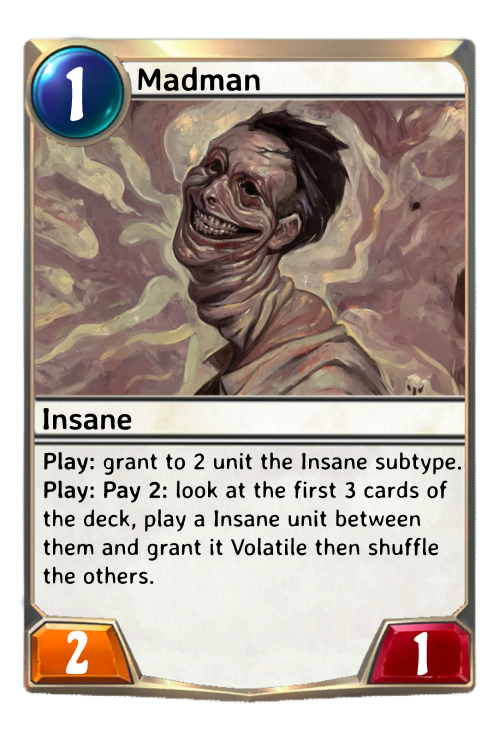 1
Madman
Insane
Play: grant to 2 unit the Insane subtype.
Play: Pay 2: look at the first 3 cards of
the deck, play a Insane unit between
them and grant it Volatile then shuffle
the others.
2
1